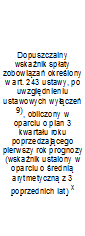 Dopuszczalny
wskaźnik spłaty
zobowiązań określony
w art. 243 ustawy, po
uwzględnieniu
ustawowych wyłączeń
9)
, obliczony w
oparciu o plan 3
kwartału roku
poprzedzającego
pierwszy rok prognozy
(wskaźnik ustalony w
oparciu o średnią
arytmetyczną z 3
poprzednich lat) x